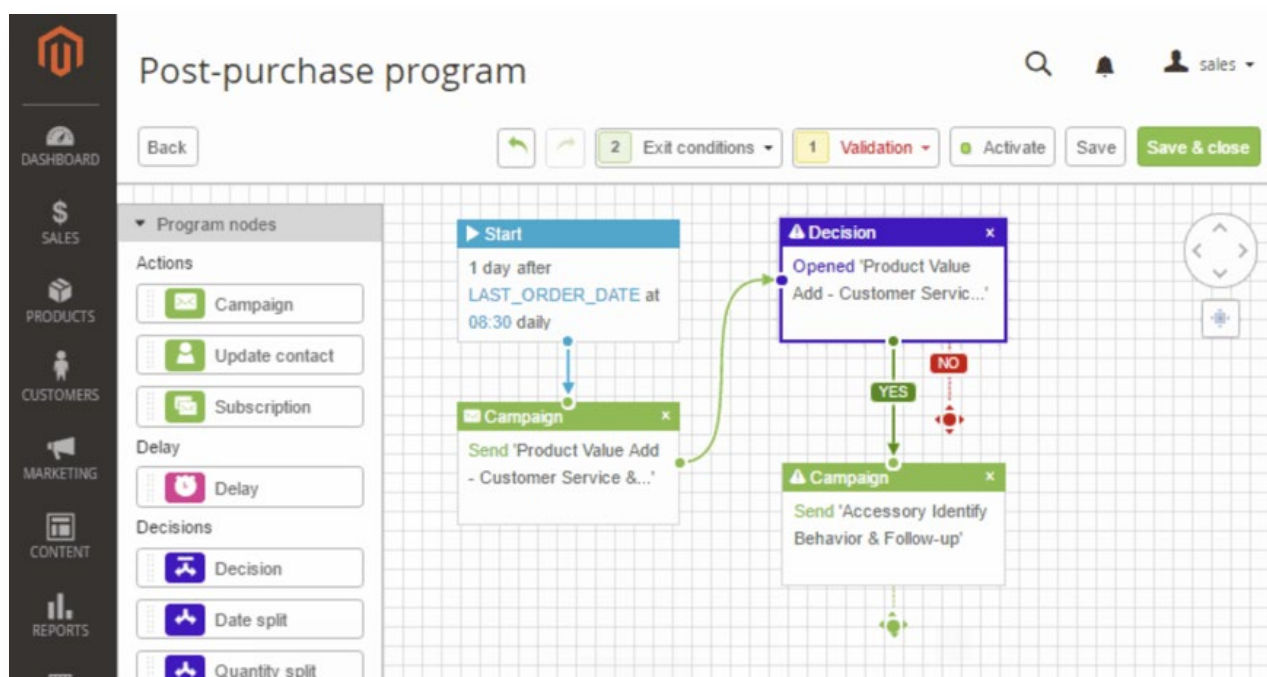 Post-purchase program
sales
DASHBOARD
SALES
PRODUCTS
CUSTOMERS
MARKETING
CONTENT
REPORTS
Back
2 Exit conditions
1 Validation
Activate
Save
Save & close
Program nodes
Actions
Campaign
Update contact
Subscription
Delay
Delay
Decisions
Decision
Date split
Quantity split
Start
1 day after
LAST_ORDER_DATE at
08:30 daily
Campaign x
Send 'Product Value Add
- Customer Service &...'
Decision x
Opened 'Product Value
Add - Customer Servic...'
NO
YES
Campaign x
Send 'Accessory Identify
Behavior & Follow-up'